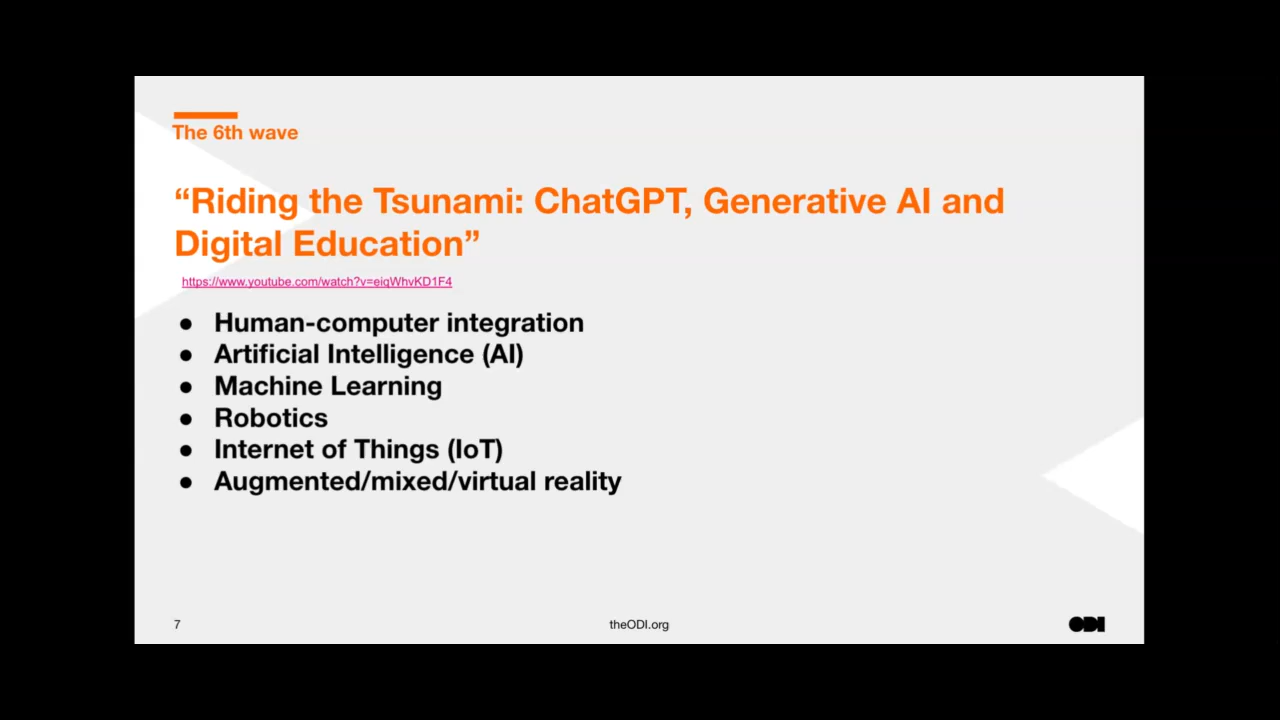 The 6th wave
“Riding the Tsunami: ChatGPT, Generative AI and
Digital Education”
https://www.youtube.com/watch?v=eiqWhvKD1F4
● Human-computer integration
● Artificial Intelligence (AI)
● Machine Learning
● Robotics
● Internet of Things (IoT)
● Augmented/mixed/virtual reality
7
theODI.org
ODI